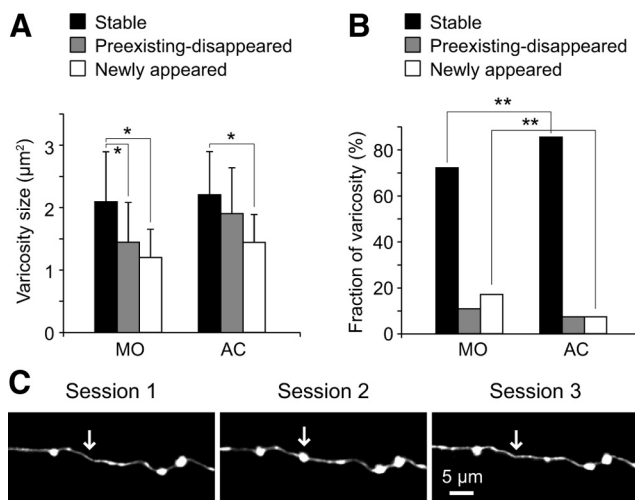 A
Stable
Preexisting-disappeared
Newly appeared
Varicosity size (μm²)
3
2
1
0
*
*
*
MO
AC
B
Stable
Preexisting-disappeared
Newly appeared
Fraction of varicosity (%)
80
60
40
20
0
**
**
MO
AC
C
Session 1
Session 2
Session 3
5 μm